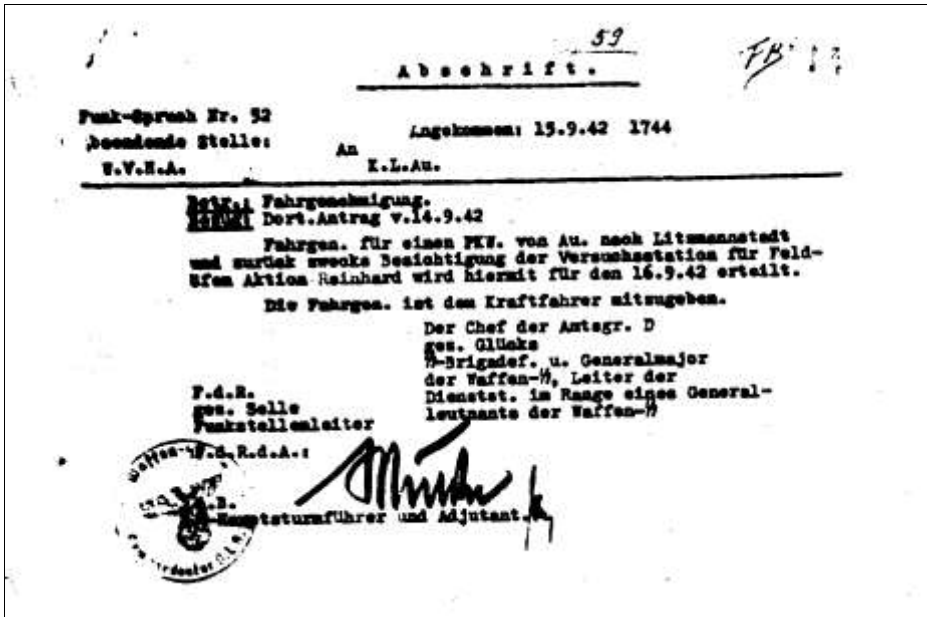 59
FB
Abschrift.
Funk-Spruch Nr. 52
Absendende Stelle:
Angekommen: 15.9.42 1744
An
W.V.H.A.
K.L.Au.
Betr.: Fahrgenehmigung.
Bezug: Dort.Antrag v.14.9.42
Fahrgen. für einen PKW. von Au. nach Litzmannstadt
und zurück zwecks Besichtigung der Versuchsstation für Feld-
öfen Aktion Reinhard wird hiermit für den 16.9.42 erteilt.
Die Fahrgen. ist dem Kraftfahrer mitzugeben.
Der Chef der Amtsgr. D
gez. Glücks
SS-Brigadef. u. Generalmajor
der Waffen-SS, Leiter der
Dienstst. im Range eines General-
leutnants der Waffen-SS
F.d.R.
gez. Selle
Funkstellenleiter
F.d.R.d.A.:
Hauptsturmführer und Adjutant.
Waffen-